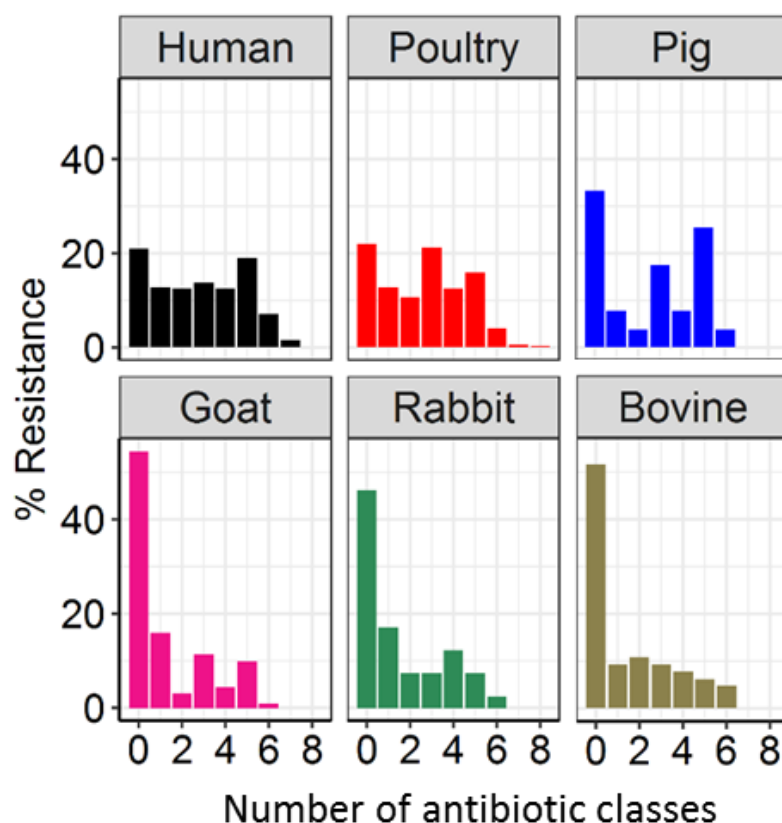 Human Poultry Pig
40
20
0
Goat Rabbit Bovine
40
20
0
0 2 4 6 8 0 2 4 6 8 0 2 4 6 8
% Resistance
Number of antibiotic classes